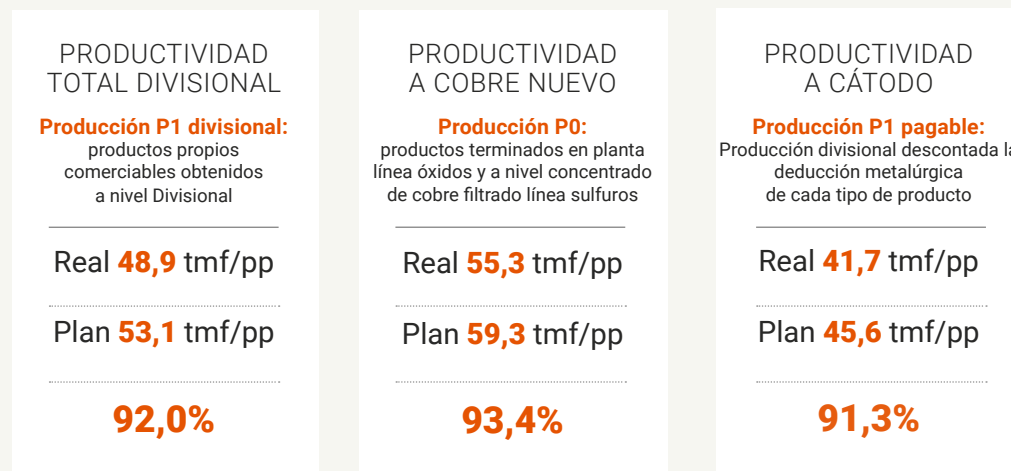 PRODUCTIVIDAD
TOTAL DIVISIONAL
Producción P1 divisional:
productos propios
comerciables obtenidos
a nivel Divisional
Real 48,9 tmf/pp
Plan 53,1 tmf/pp
92,0%
PRODUCTIVIDAD
A COBRE NUEVO
Producción P0:
productos terminados en planta
línea óxidos y a nivel concentrado
de cobre filtrado línea sulfuros
Real 55,3 tmf/pp
Plan 59,3 tmf/pp
93,4%
PRODUCTIVIDAD
A CÁTODO
Producción P1 pagable:
Producción divisional descontada la
deducción metalúrgica
de cada tipo de producto
Real 41,7 tmf/pp
Plan 45,6 tmf/pp
91,3%